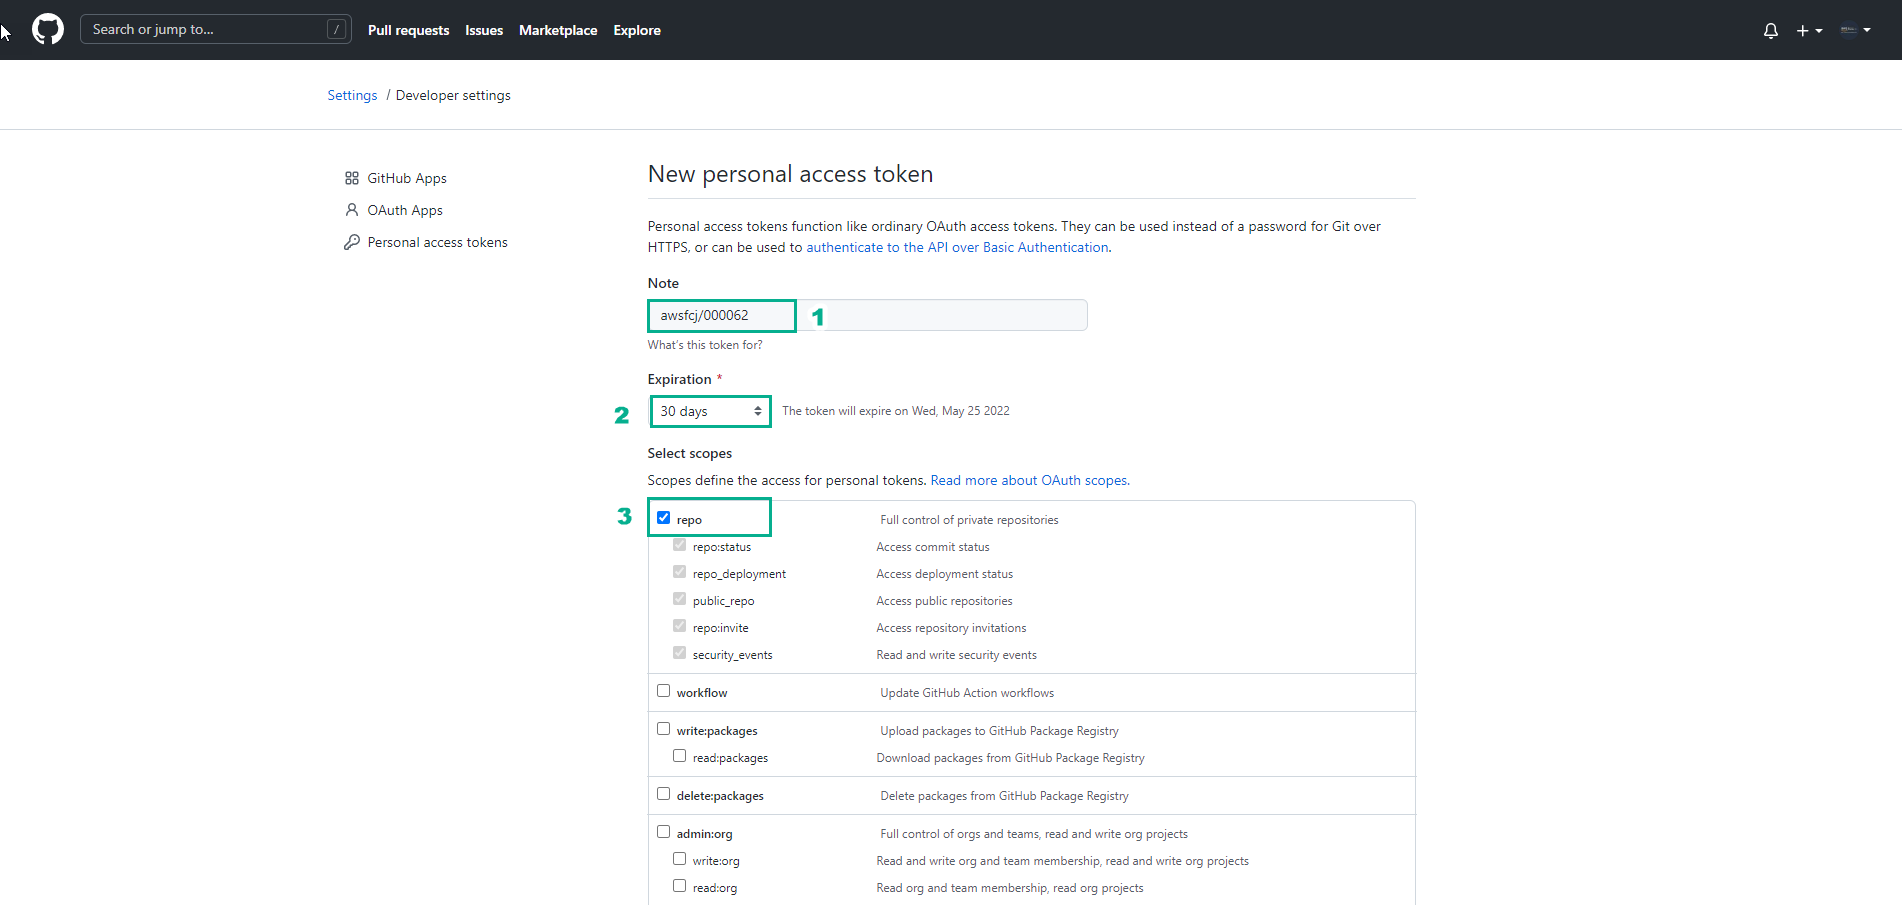 Search or jump to... /
Pull requests Issues Marketplace Explore
Settings / Developer settings
GitHub Apps
OAuth Apps
Personal access tokens
New personal access token
Personal access tokens function like ordinary OAuth access tokens. They can be used instead of a password for Git over
HTTPS, or can be used to authenticate to the API over Basic Authentication.
Note
awsfcj/000062 1
What's this token for?
Expiration *
2 30 days The token will expire on Wed, May 25 2022
Select scopes
Scopes define the access for personal tokens. Read more about OAuth scopes.
3 repo Full control of private repositories
repo:status Access commit status
repo_deployment Access deployment status
public_repo Access public repositories
repo:invite Access repository invitations
security_events Read and write security events
workflow Update GitHub Action workflows
write:packages Upload packages to GitHub Package Registry
read:packages Download packages from GitHub Package Registry
delete:packages Delete packages from GitHub Package Registry
admin:org Full control of orgs and teams, read and write org projects
write:org Read and write org and team membership, read and write org projects
read:org Read org and team membership, read org projects